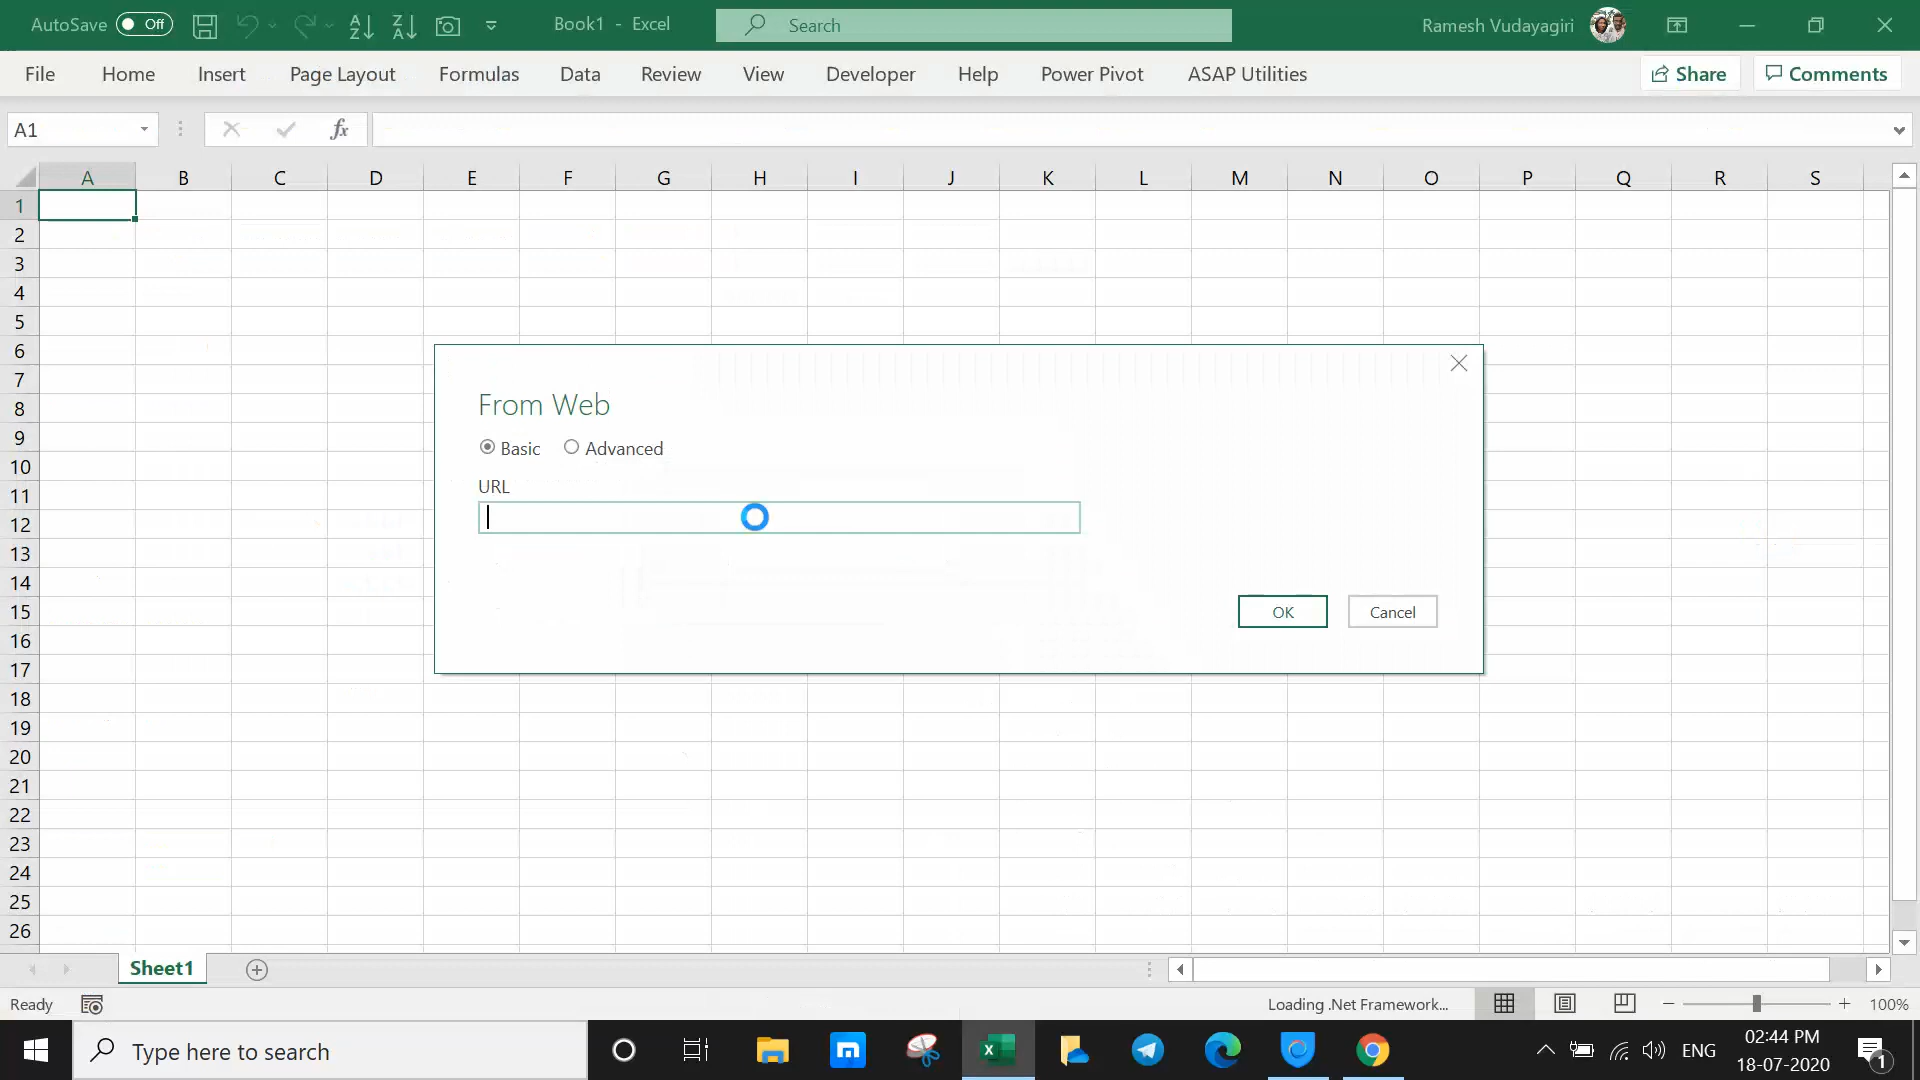 AutoSave Off Book1 - Excel Search Ramesh Vudayagiri
File Home Insert Page Layout Formulas Data Review View Developer Help Power Pivot ASAP Utilities Share Comments
A1 fx
A B C D E F G H I J K L M N O P Q R S
1
2
3
4
5
6
7
8
9
10
11
12
13
14
15
16
17
18
19
20
21
22
23
24
25
26
From Web
Basic Advanced
URL
OK Cancel
Sheet1
Ready Loading .Net Framework... 100%
Type here to search ENG 02:44 PM
18-07-2020 1